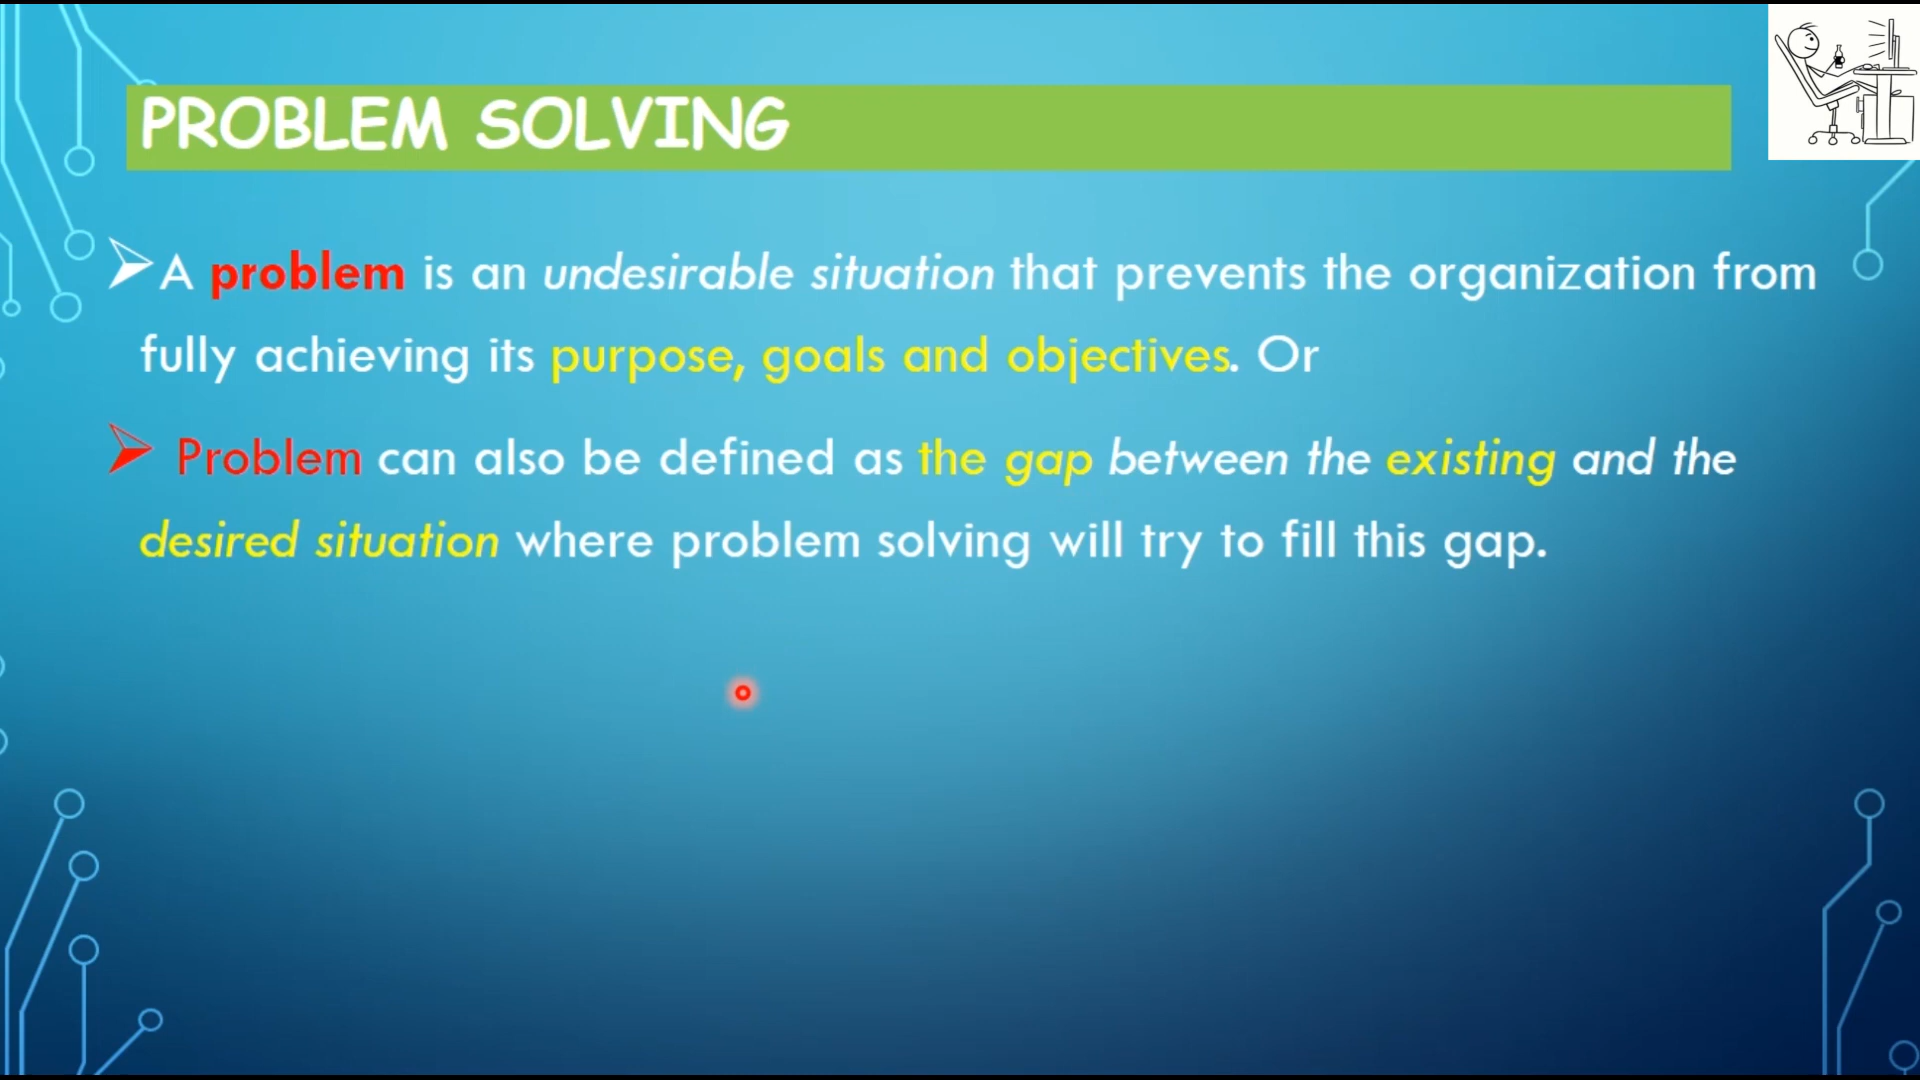 PROBLEM SOLVING
A problem is an undesirable situation that prevents the organization from
fully achieving its purpose, goals and objectives. Or
Problem can also be defined as the gap between the existing and the
desired situation where problem solving will try to fill this gap.